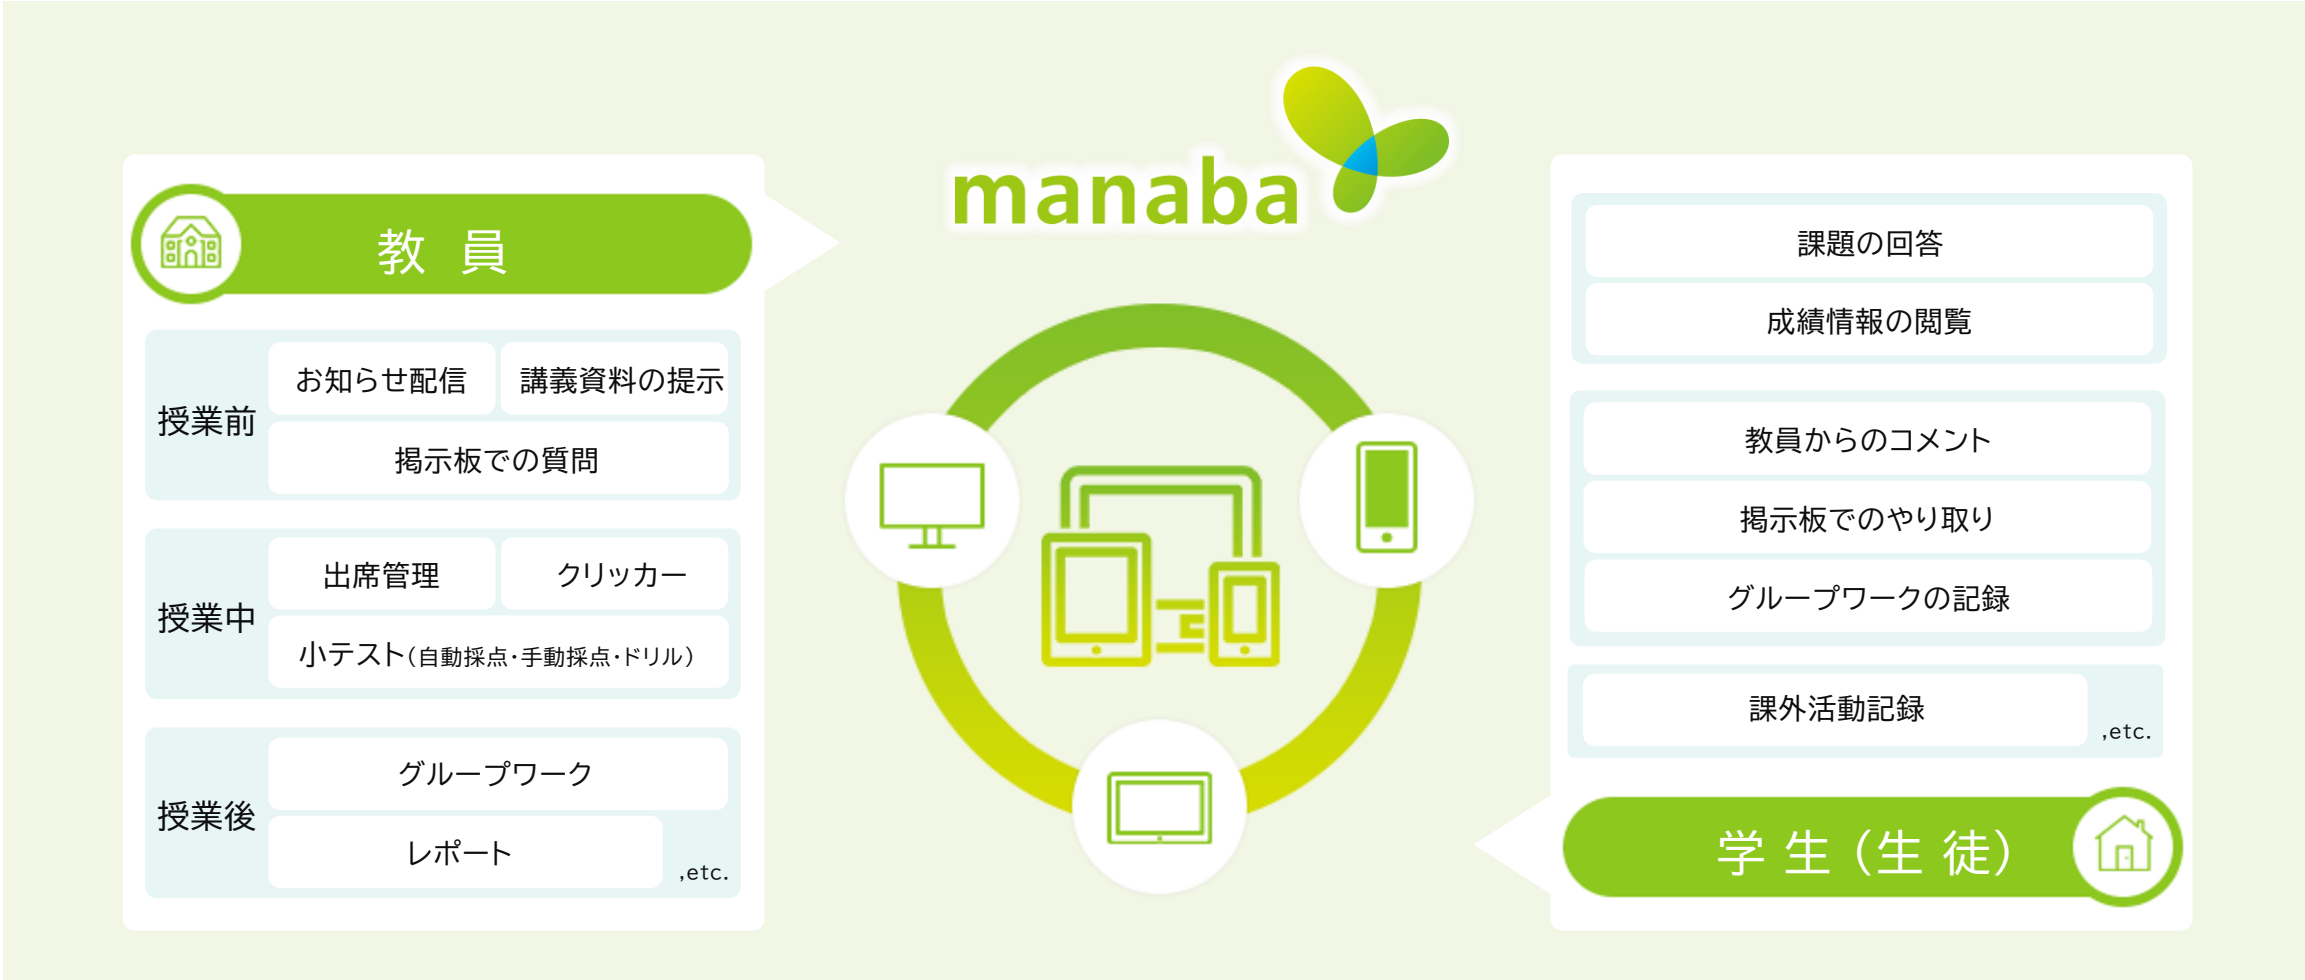 manaba
教 員
授業前
お知らせ配信
講義資料の提示
掲示板での質問
授業中
出席管理
クリッカー
小テスト（自動採点・手動採点・ドリル）
授業後
グループワーク
レポート
,etc.
課題の回答
成績情報の閲覧
教員からのコメント
掲示板でのやり取り
グループワークの記録
課外活動記録
,etc.
学 生（生 徒）